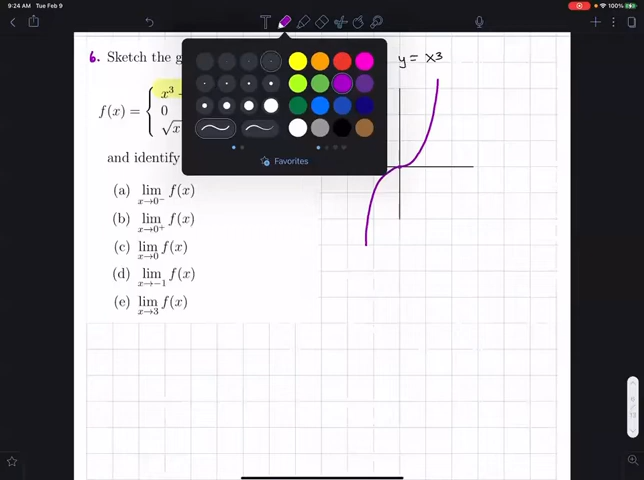 9:24 AM Tue Feb 9
100%
6. Sketch the g
y = x3
x³ -
f(x) = { 0
√x
and identify
Favorites
(a) lim x→0⁻ f(x)
(b) lim x→0⁺ f(x)
(c) lim x→0 f(x)
(d) lim x→−1 f(x)
(e) lim x→3 f(x)